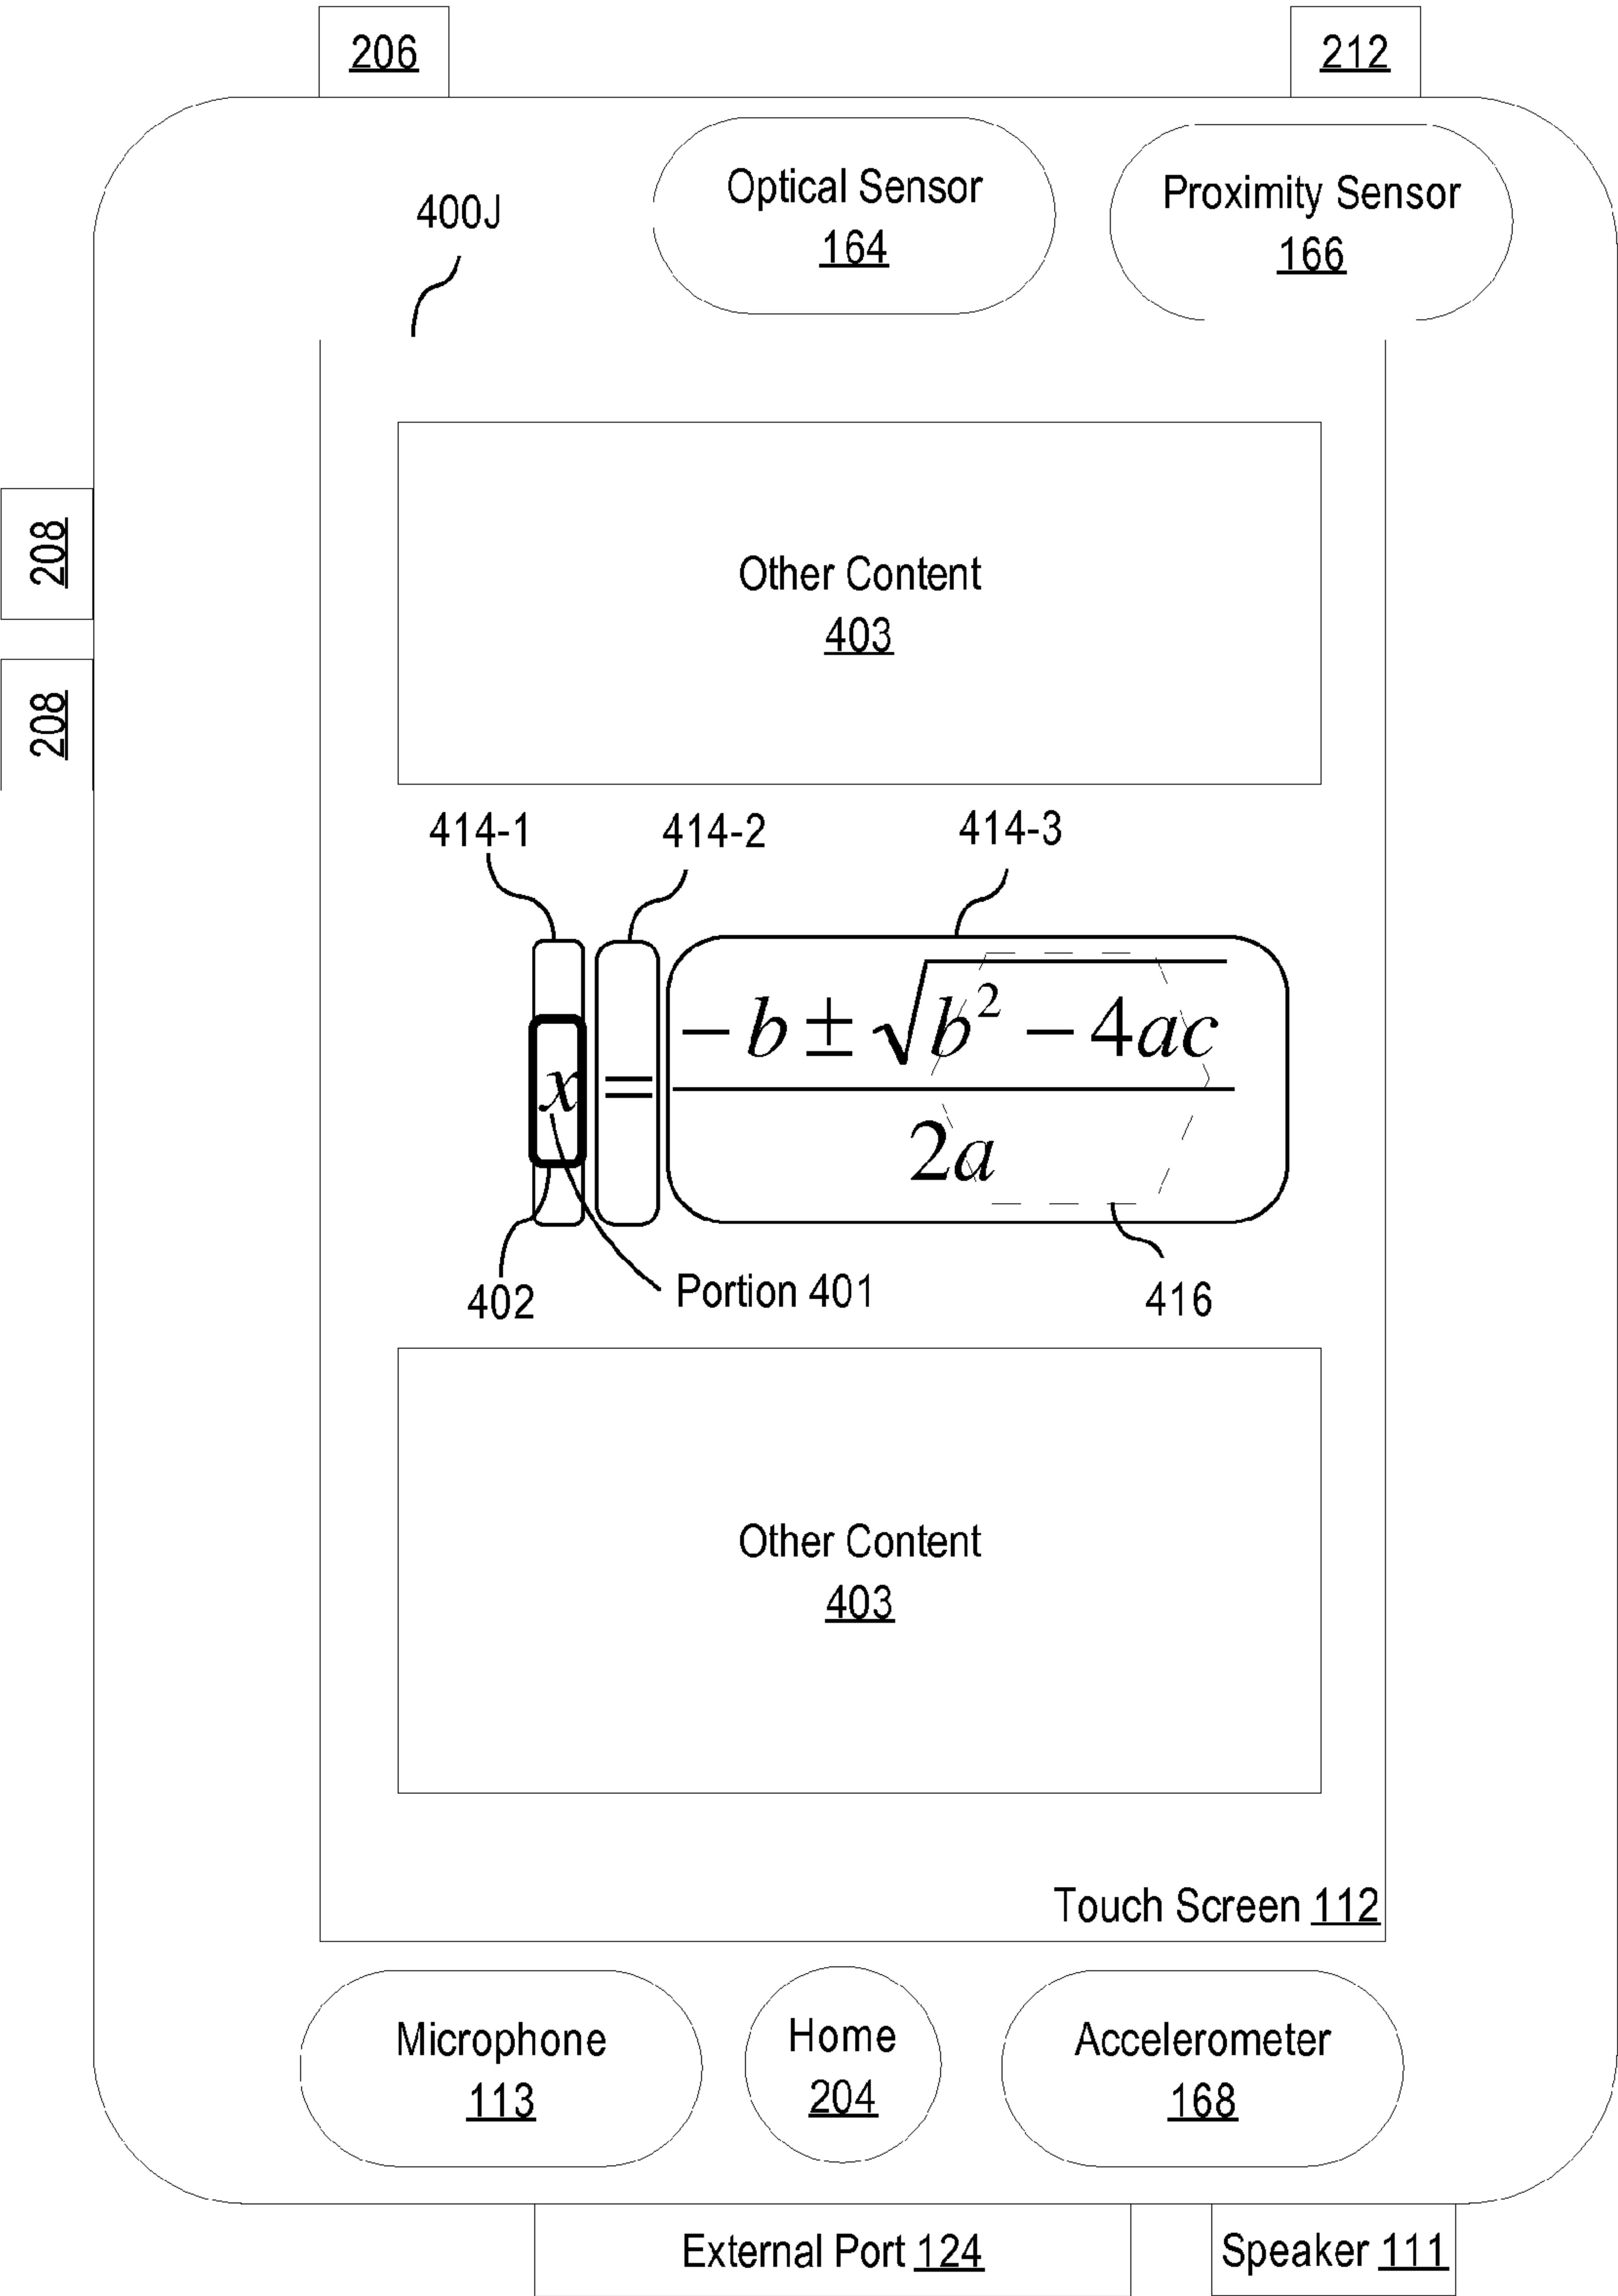 206
212
Optical Sensor
164
Proximity Sensor
166
400J
Other Content
403
208
208
414-1
414-2
414-3
x = −b ± √b² − 4ac
2a
402
Portion 401
416
Other Content
403
Touch Screen 112
Microphone
113
Home
204
Accelerometer
168
External Port 124
Speaker 111